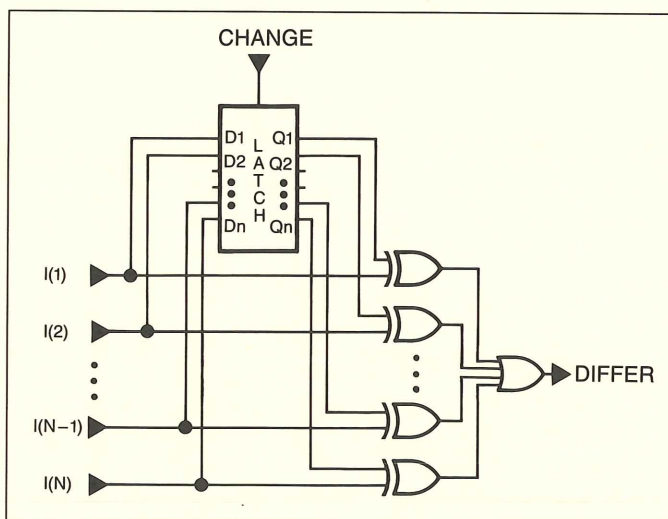 CHANGE
D1 L Q1
D2 A Q2
T
C
Dn H Qn
I(1)
I(2)
I(N–1)
I(N)
DIFFER